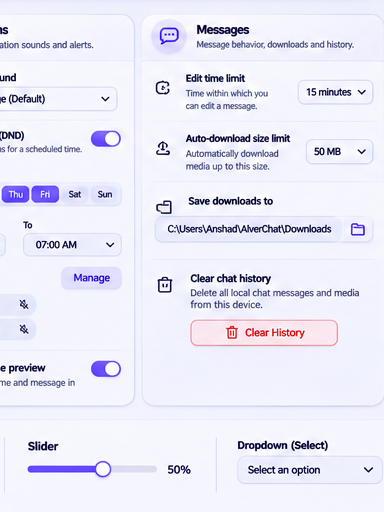 ns
ation sounds and alerts.
und
e (Default)
(DND)
ns for a scheduled time.
Thu Fri Sat Sun
To
07:00 AM
Manage
e preview
me and message in
Messages
Message behavior, downloads and history.
Edit time limit
Time within which you
can edit a message.
15 minutes
Auto-download size limit
Automatically download
media up to this size.
50 MB
Save downloads to
C:\Users\Anshad\AlverChat\Downloads
Clear chat history
Delete all local chat messages and media
from this device.
Clear History
Slider
50%
Dropdown (Select)
Select an option